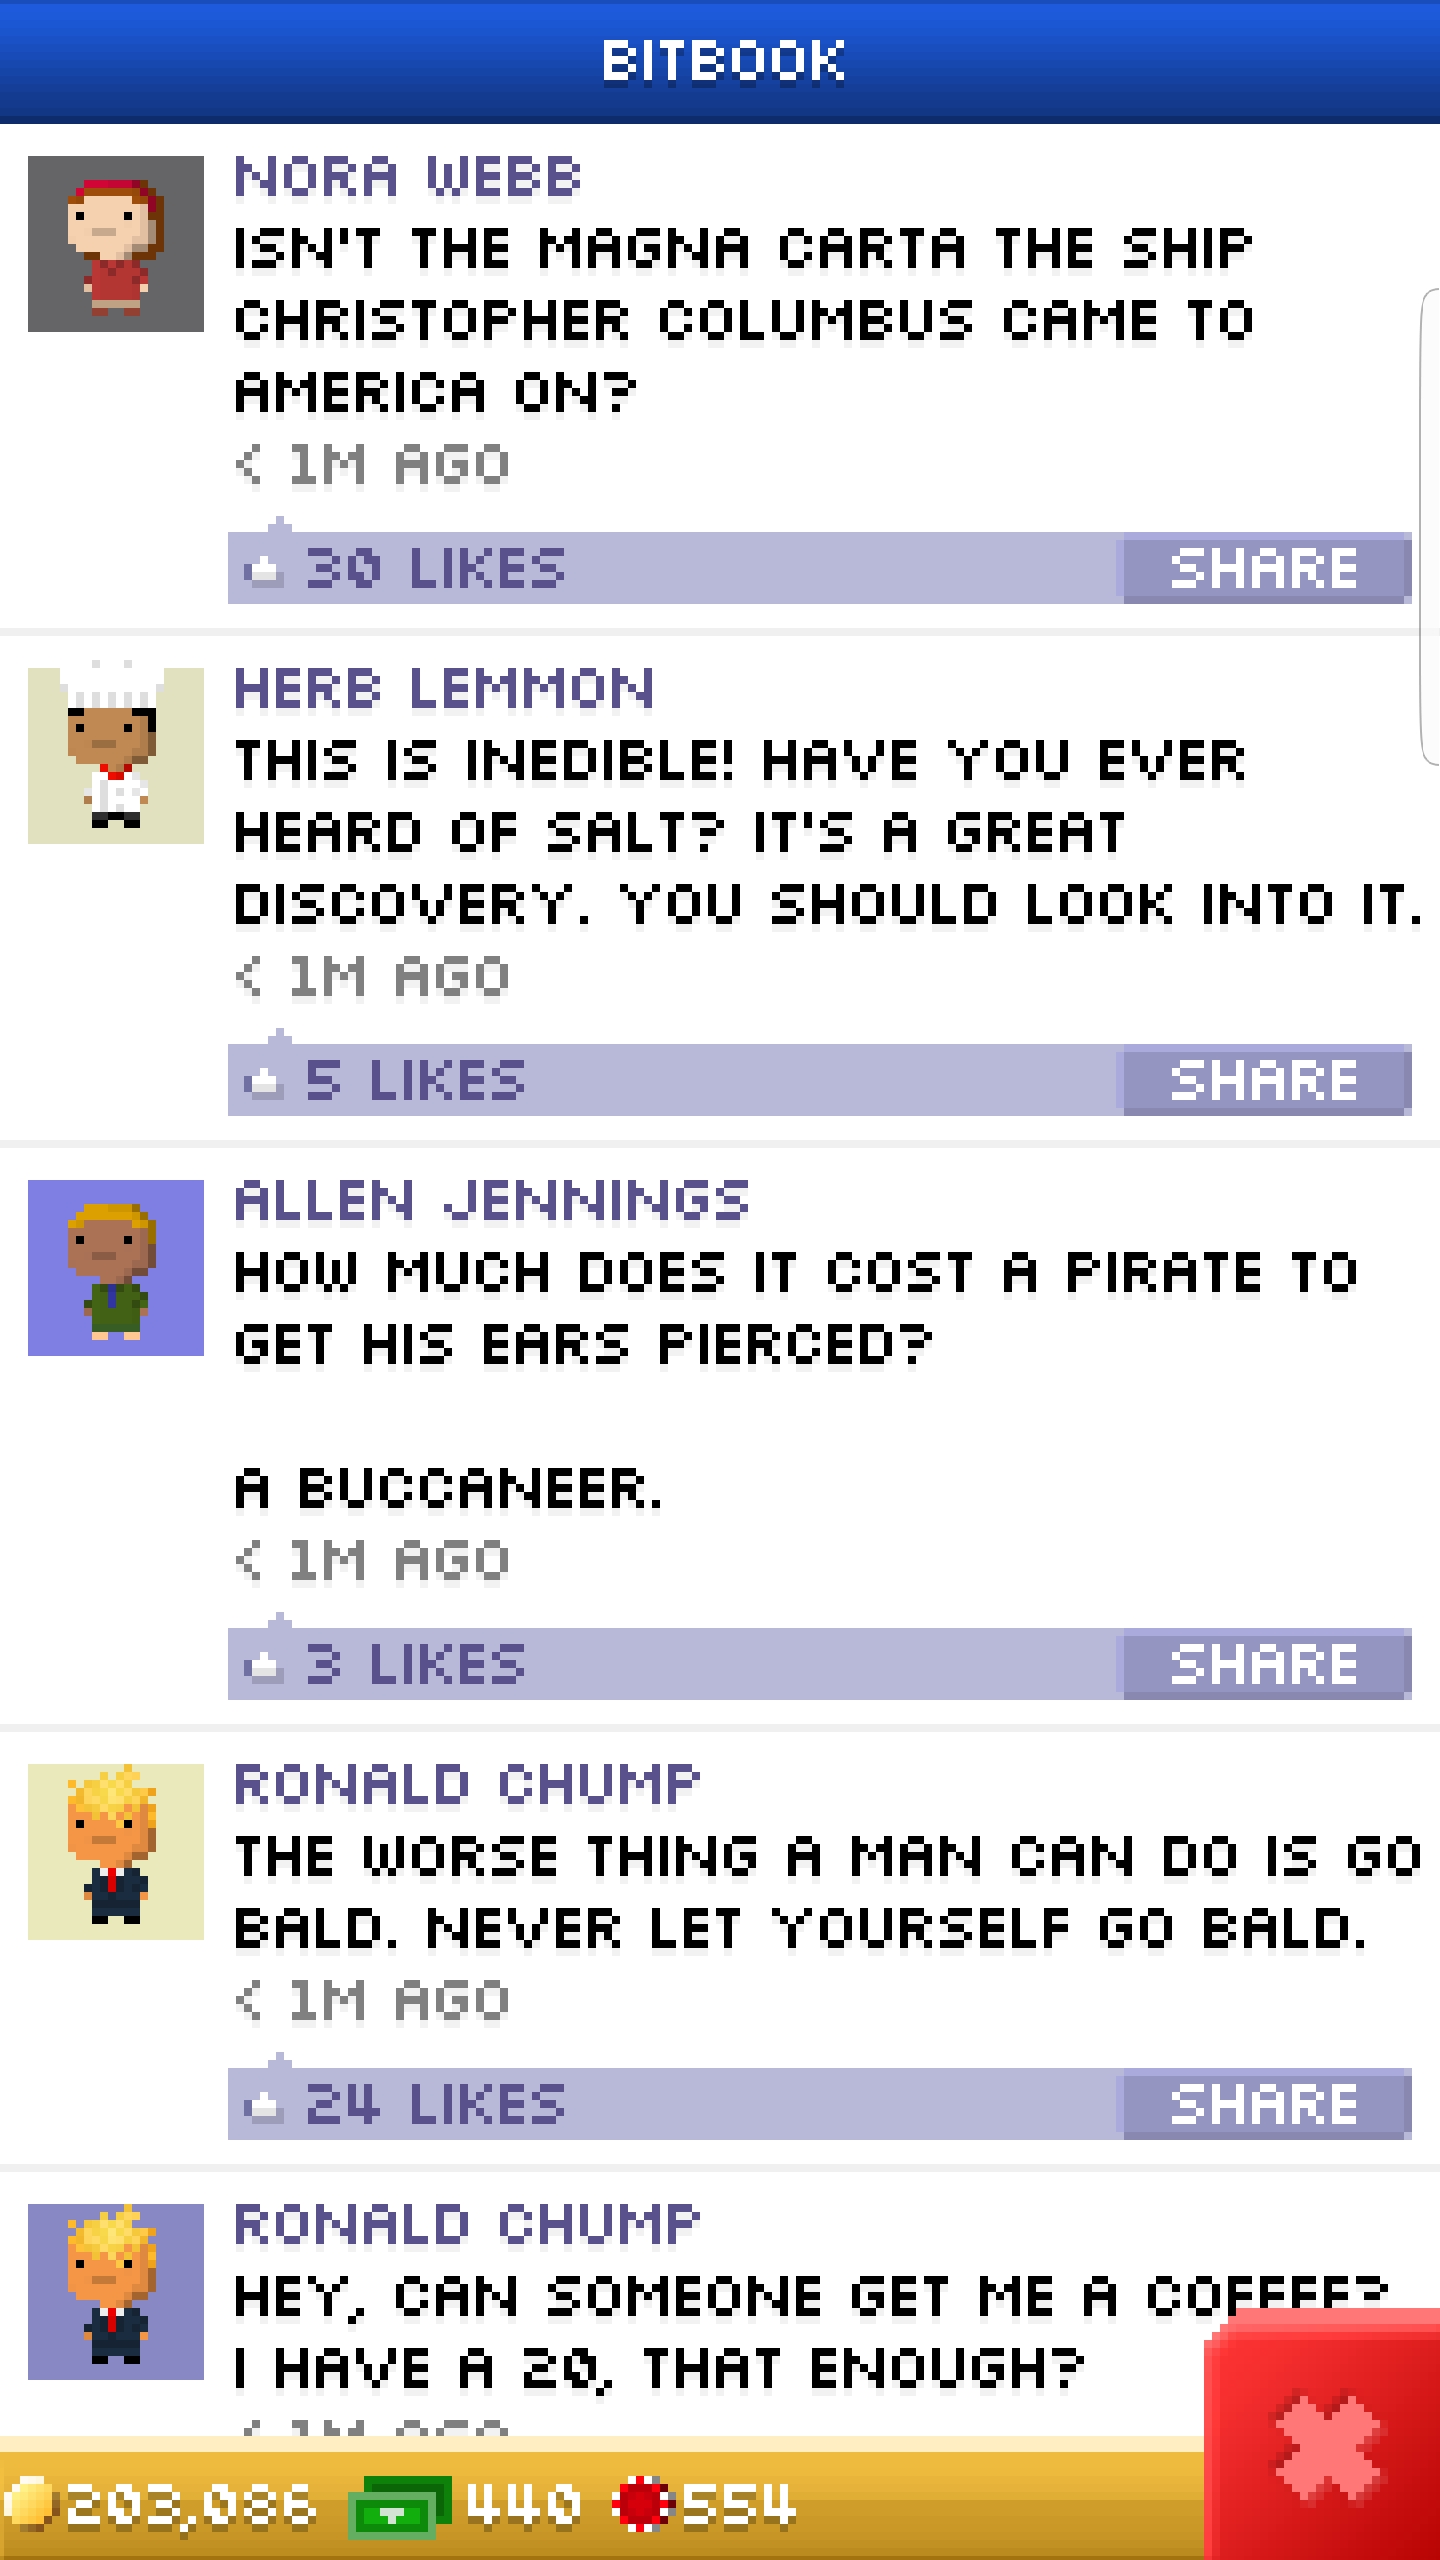 BITBOOK
NORA WEBB
ISN'T THE MAGNA CARTA THE SHIP
CHRISTOPHER COLUMBUS CAME TO
AMERICA ON?
< 1M AGO
30 LIKES SHARE
HERB LEMMON
THIS IS INEDIBLE! HAVE YOU EVER
HEARD OF SALT? IT'S A GREAT
DISCOVERY. YOU SHOULD LOOK INTO IT.
< 1M AGO
5 LIKES SHARE
ALLEN JENNINGS
HOW MUCH DOES IT COST A PIRATE TO
GET HIS EARS PIERCED?
A BUCCANEER.
< 1M AGO
3 LIKES SHARE
RONALD CHUMP
THE WORSE THING A MAN CAN DO IS GO
BALD. NEVER LET YOURSELF GO BALD.
< 1M AGO
24 LIKES SHARE
RONALD CHUMP
HEY, CAN SOMEONE GET ME A COFFEE?
I HAVE A 20, THAT ENOUGH?
< 1M AGO
203,086 440 554